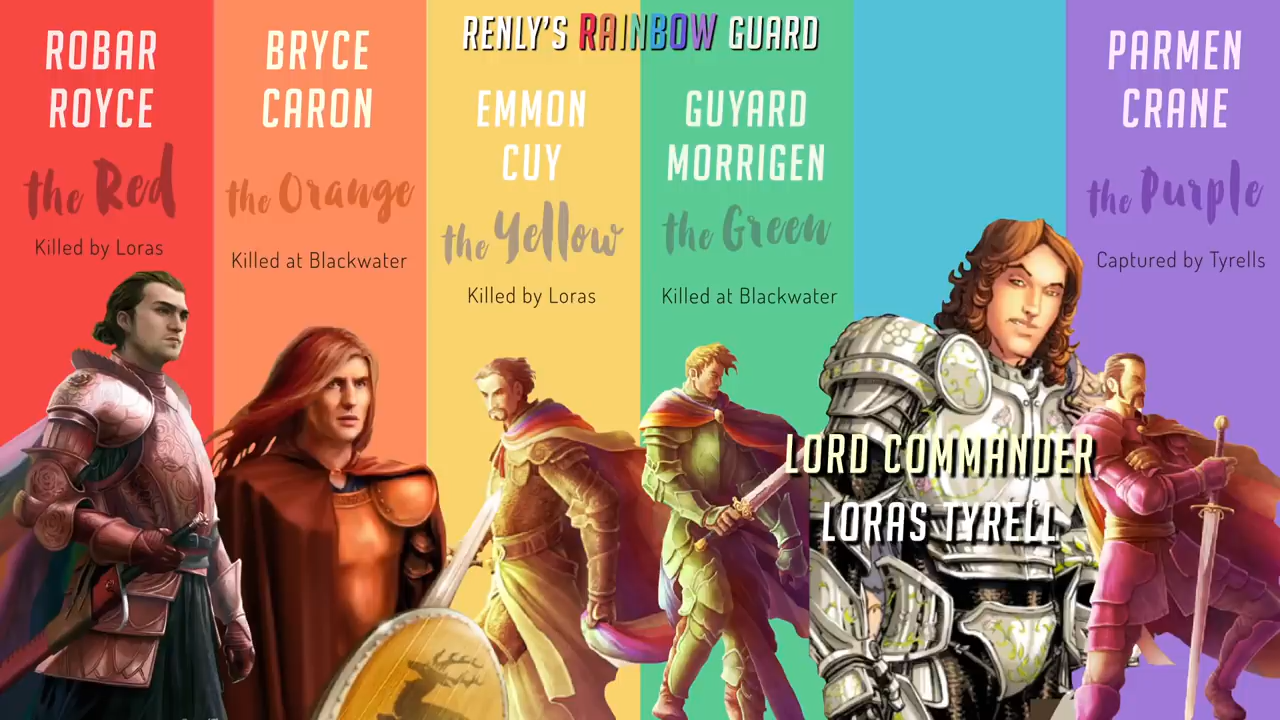 RENLY'S RAINBOW GUARD
ROBAR
ROYCE
the Red
Killed by Loras
BRYCE
CARON
the Orange
Killed at Blackwater
EMMON
CUY
the Yellow
Killed by Loras
GUYARD
MORRIGEN
the Green
Killed at Blackwater
LORD COMMANDER
LORAS TYRELL
PARMEN
CRANE
the Purple
Captured by Tyrells